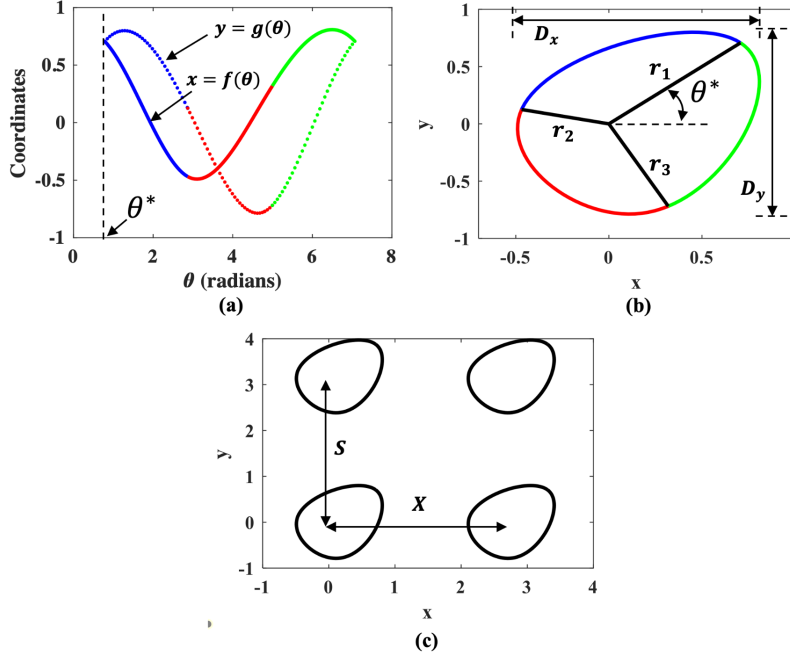 1
0.5
0
-0.5
-1
Coordinates
y = g(θ)
x = f(θ)
θ*
0 2 4 6 8
θ (radians)
(a)
1
0.5
0
-0.5
-1
y
D_x
r_1
θ*
r_2
r_3
D_y
-0.5 0 0.5
x
(b)
4
3
2
1
0
-1
y
S
X
-1 0 1 2 3 4
x
(c)